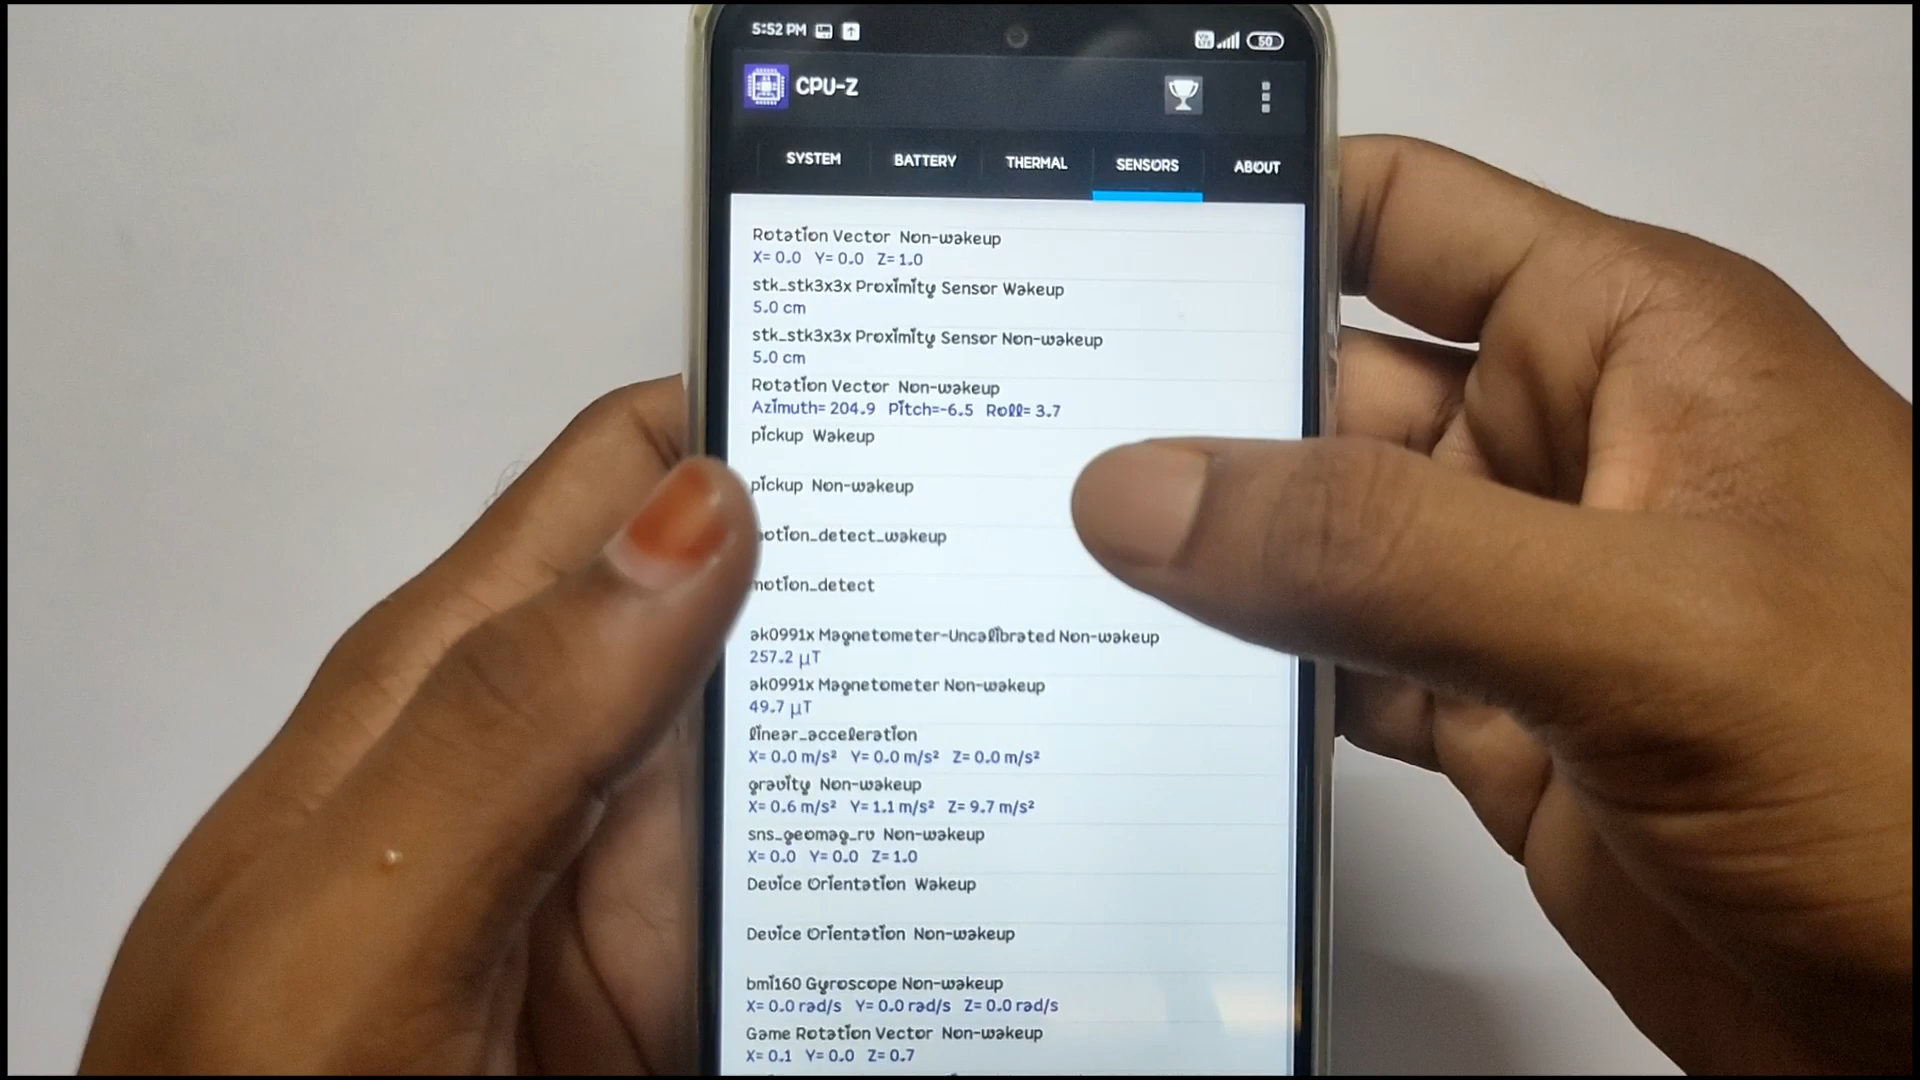 5:52 PM
Vo LTE
50
CPU-Z
SYSTEM BATTERY THERMAL SENSORS ABOUT
Rotation Vector Non-wakeup
X= 0.0 Y= 0.0 Z= 1.0
stk_stk3x3x Proximity Sensor Wakeup
5.0 cm
stk_stk3x3x Proximity Sensor Non-wakeup
5.0 cm
Rotation Vector Non-wakeup
Azimuth= 204.9 Pitch=-6.5 Roll= 3.7
pickup Wakeup
pickup Non-wakeup
motion_detect_wakeup
motion_detect
ak0991x Magnetometer-Uncalibrated Non-wakeup
257.2 μT
ak0991x Magnetometer Non-wakeup
49.7 μT
linear_acceleration
X= 0.0 m/s² Y= 0.0 m/s² Z= 0.0 m/s²
gravity Non-wakeup
X= 0.6 m/s² Y= 1.1 m/s² Z= 9.7 m/s²
sns_geomag_rv Non-wakeup
X= 0.0 Y= 0.0 Z= 1.0
Device Orientation Wakeup
Device Orientation Non-wakeup
bmi160 Gyroscope Non-wakeup
X= 0.0 rad/s Y= 0.0 rad/s Z= 0.0 rad/s
Game Rotation Vector Non-wakeup
X= 0.1 Y= 0.0 Z= 0.7